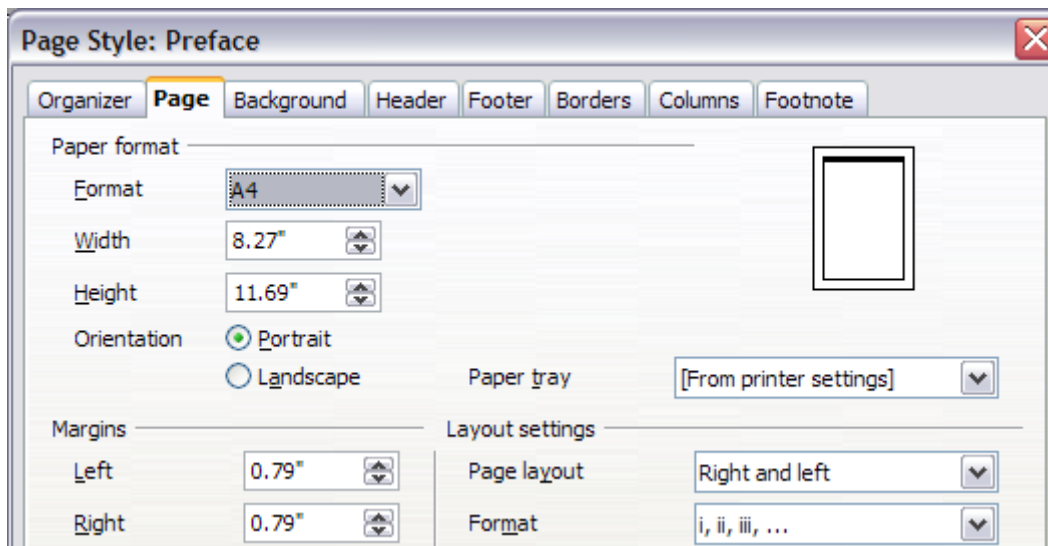 Page Style: Preface
Organizer Page Background Header Footer Borders Columns Footnote
Paper format
Format A4
Width 8.27"
Height 11.69"
Orientation Portrait
Landscape Paper tray [From printer settings]
Margins Layout settings
Left 0.79" Page layout Right and left
Right 0.79" Format i, ii, iii, ...